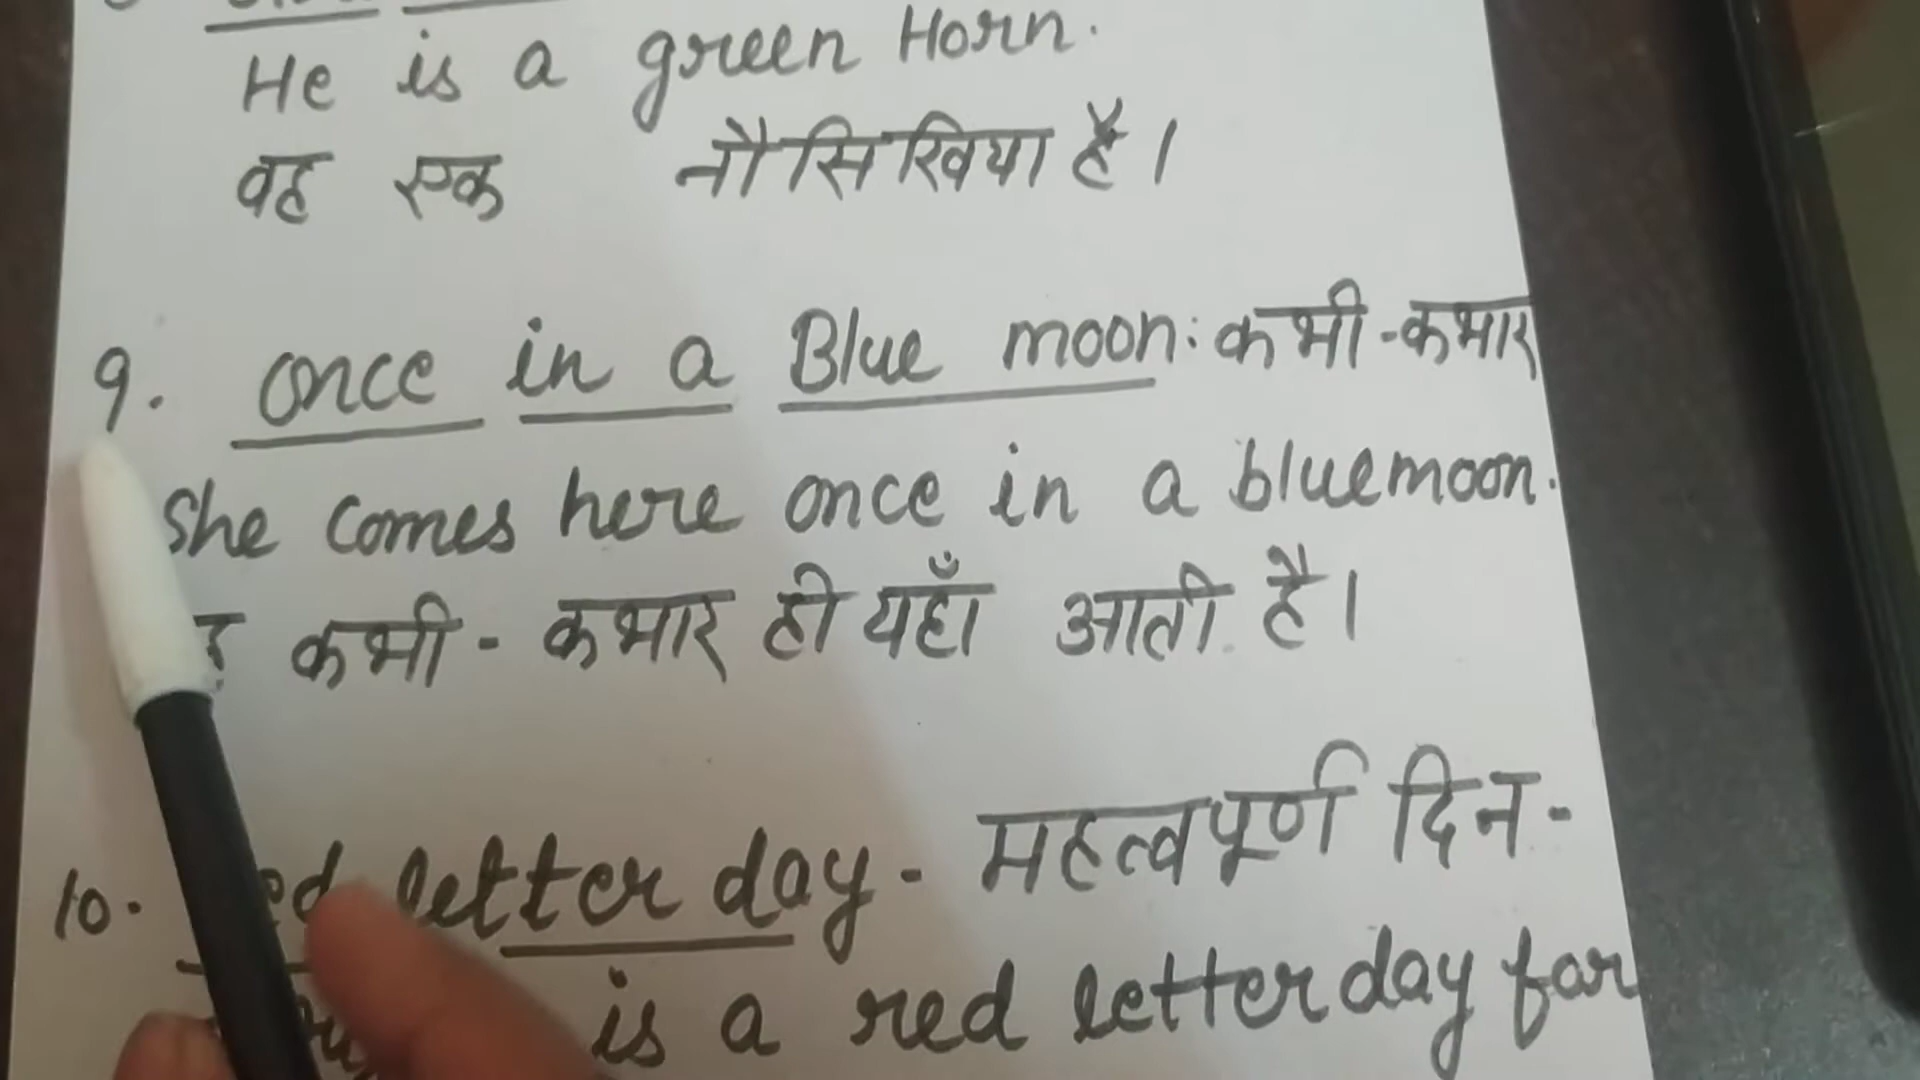 He is a green Horn.
वह एक नौसिखिया है।
9. Once in a Blue moon: कभी-कभार
She comes here once in a bluemoon.
कभी - कभार ही यहाँ आती है।
10. letter day - महत्वपूर्ण दिन-
is a red letter day for